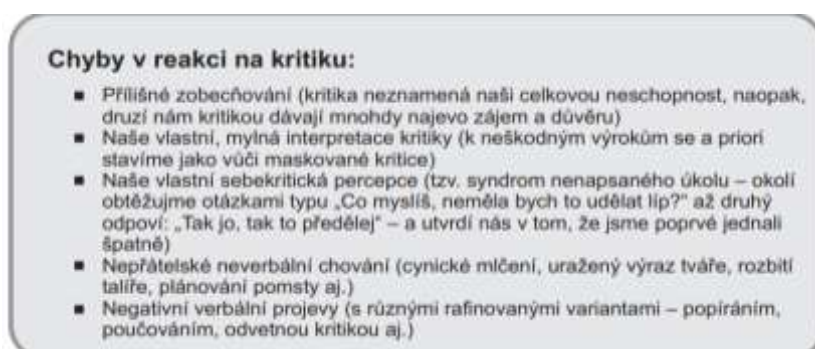 Chyby v reakci na kritiku:
■ Přílišné zobecňování (kritika neznamená naši celkovou neschopnost, naopak,
druzí nám kritikou dávají mnohdy najevo zájem a důvěru)
■ Naše vlastní, mylná interpretace kritiky (k neškodným výrokům se a priori
stavíme jako vůči maskované kritice)
■ Naše vlastní sebekritická percepce (tzv. syndrom nenapsaného úkolu – okolí
obtěžujme otázkami typu „Co myslíš, neměla bych to udělat líp?" až druhý
odpoví: „Tak jo, tak to předělej" – a utvrdí nás v tom, že jsme poprvé jednali
špatně)
■ Nepřátelské neverbální chování (cynické mlčení, uražený výraz tváře, rozbití
talíře, plánování pomsty aj.)
■ Negativní verbální projevy (s různými rafinovanými variantami – popíráním,
poučováním, odvetnou kritikou aj.)